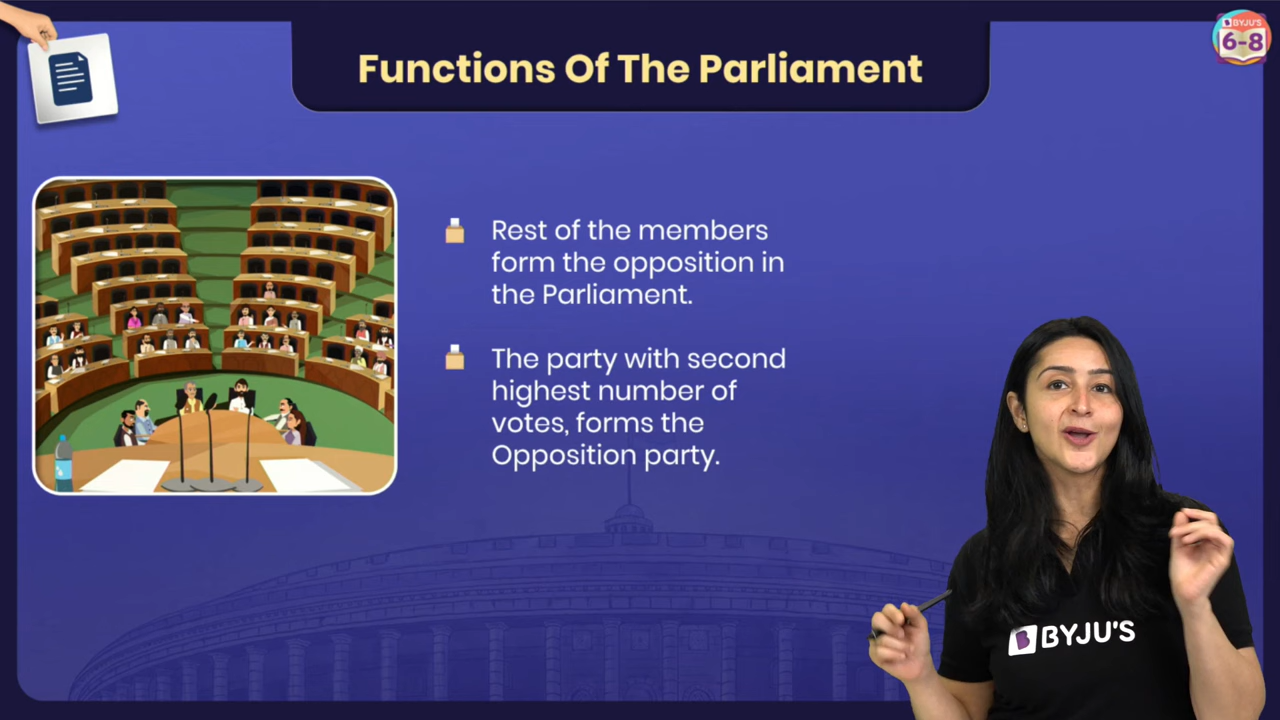 Functions Of The Parliament
BYJU'S
6-8
Rest of the members
form the opposition in
the Parliament.
The party with second
highest number of
votes, forms the
Opposition party.
BYJU'S